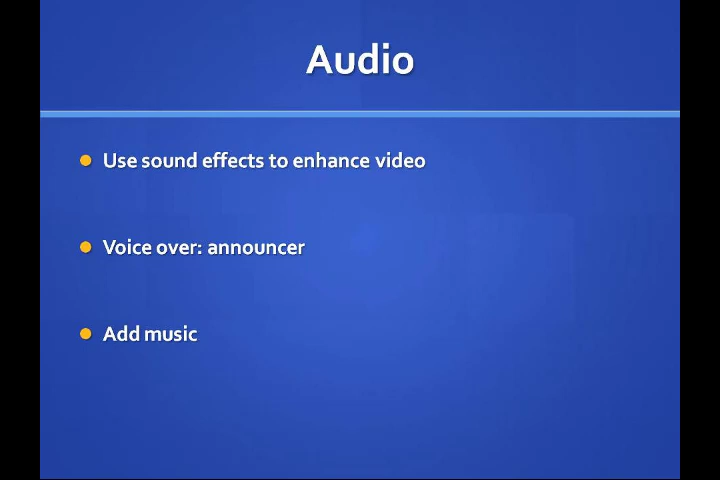 Audio
Use sound effects to enhance video
Voice over: announcer
Add music